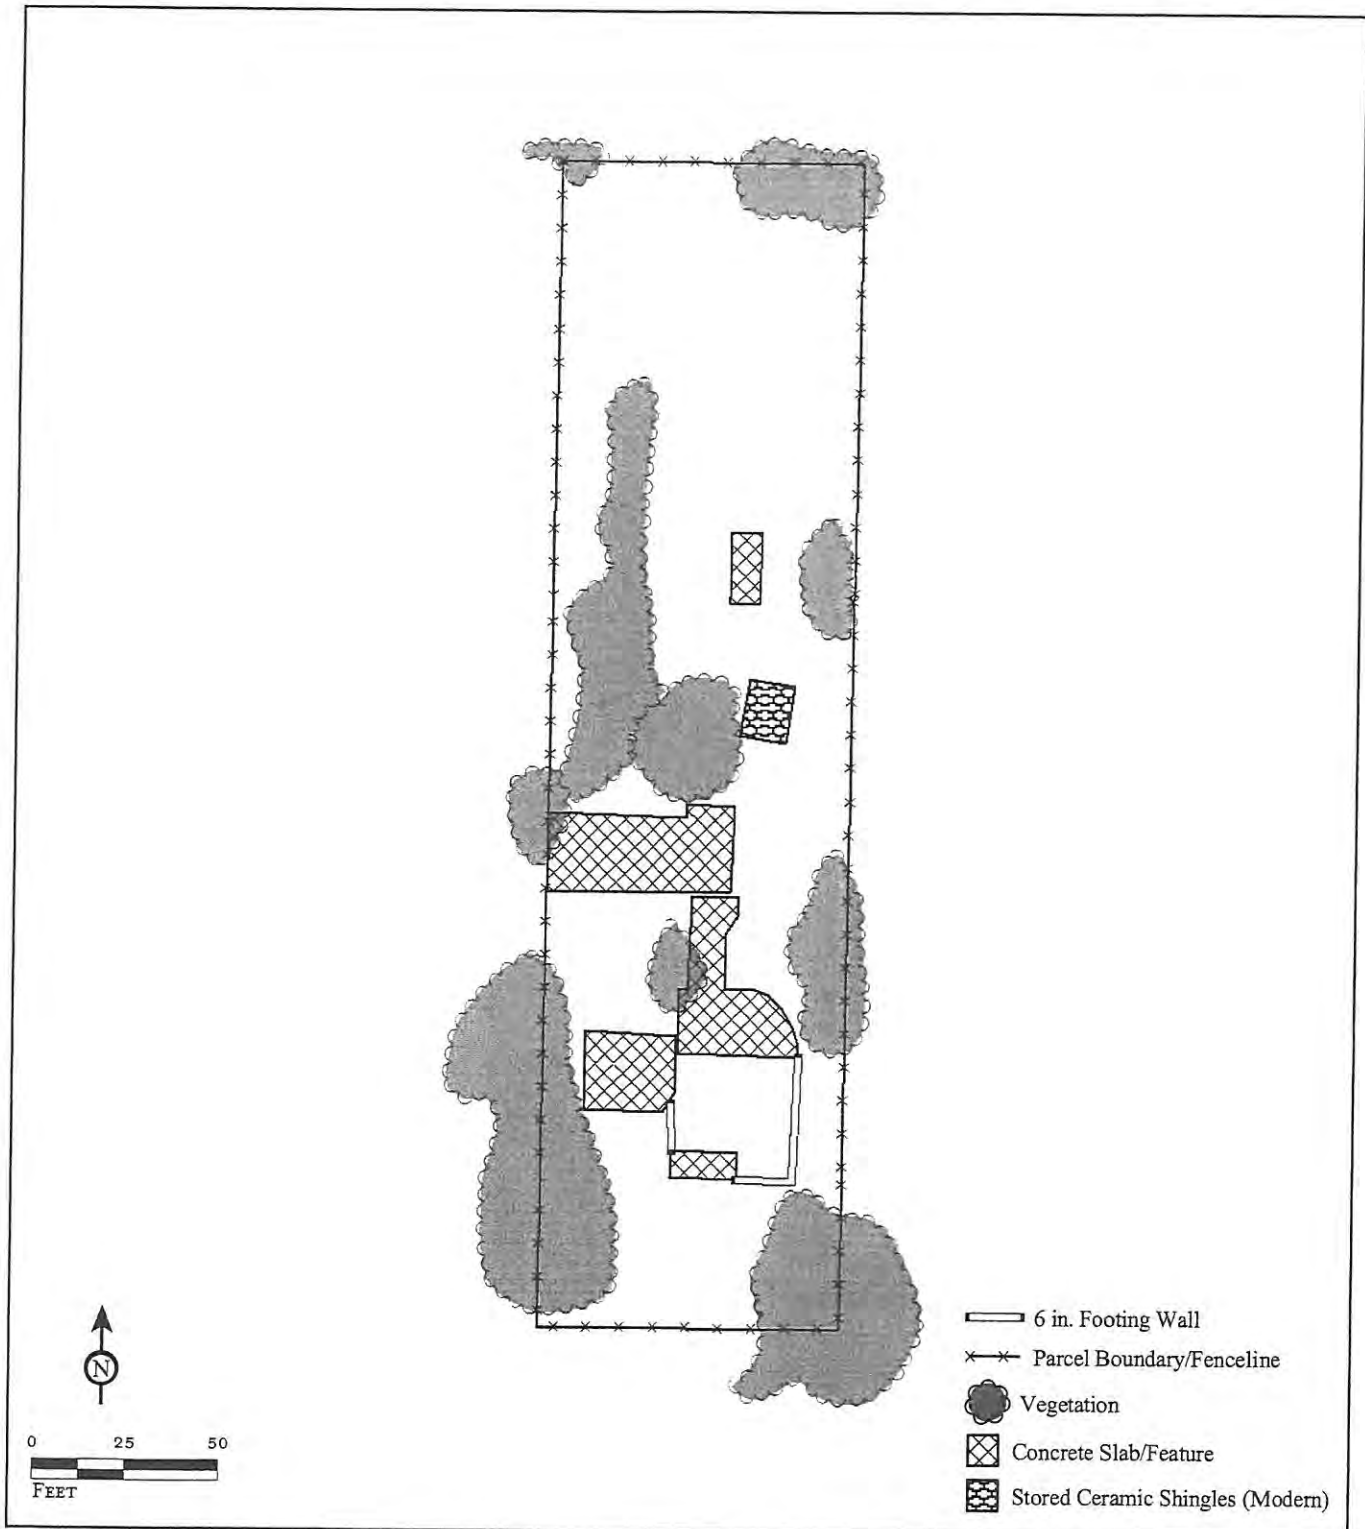 6 in. Footing Wall
Parcel Boundary/Fenceline
Vegetation
Concrete Slab/Feature
Stored Ceramic Shingles (Modern)
N
0 25 50
FEET